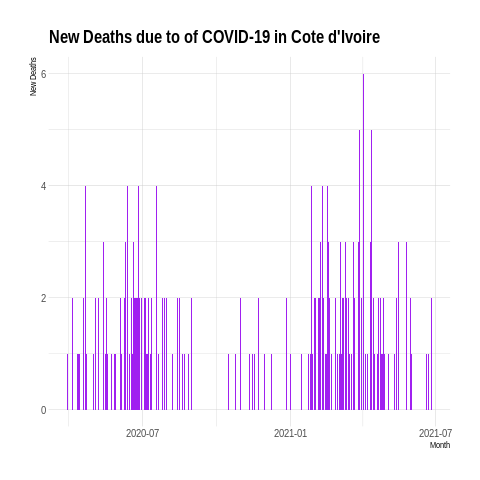 New Deaths due to of COVID-19 in Cote d'Ivoire
New Deaths
6
4
2
0
2020-07
2021-01
2021-07
Month